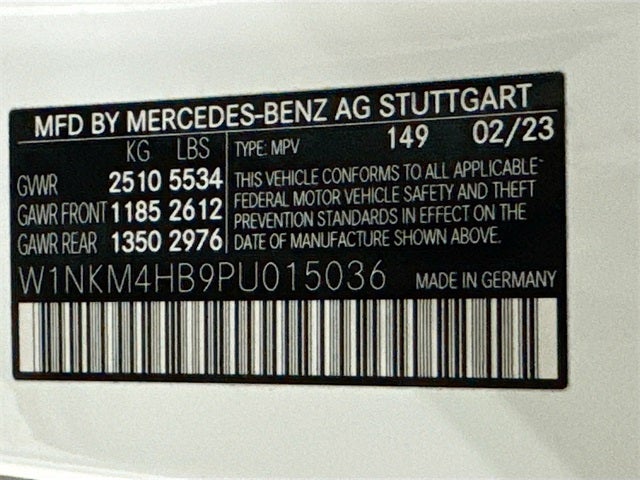 MFD BY MERCEDES-BENZ AG STUTTGART
KG LBS
GVWR 2510 5534
GAWR FRONT 1185 2612
GAWR REAR 1350 2976
TYPE: MPV 149 02/23
THIS VEHICLE CONFORMS TO ALL APPLICABLE
FEDERAL MOTOR VEHICLE SAFETY AND THEFT
PREVENTION STANDARDS IN EFFECT ON THE
DATE OF MANUFACTURE SHOWN ABOVE.
W1NKM4HB9PU015036 MADE IN GERMANY